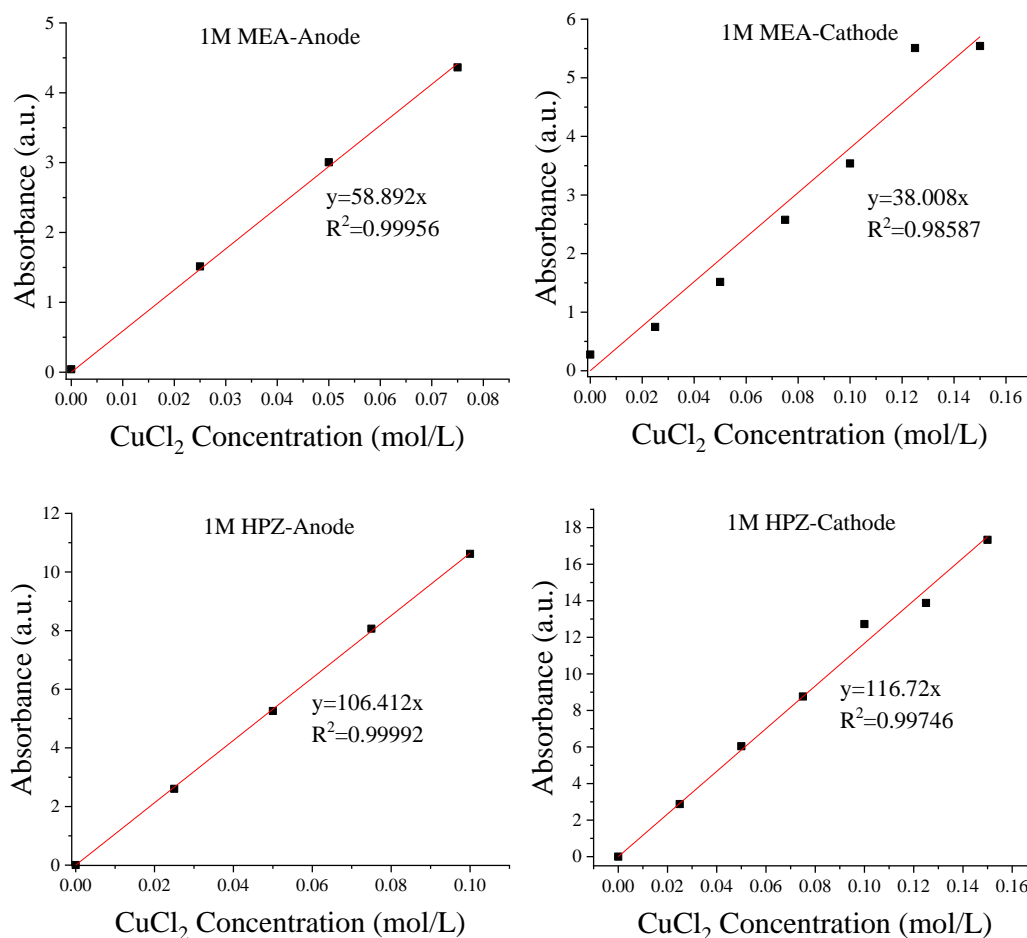 1M MEA-Anode
Absorbance (a.u.)
5
4
3
2
1
0
y=58.892x
R²=0.99956
0.00 0.01 0.02 0.03 0.04 0.05 0.06 0.07 0.08
CuCl₂ Concentration (mol/L)
1M MEA-Cathode
Absorbance (a.u.)
6
5
4
3
2
1
0
y=38.008x
R²=0.98587
0.00 0.02 0.04 0.06 0.08 0.10 0.12 0.14 0.16
CuCl₂ Concentration (mol/L)
1M HPZ-Anode
Absorbance (a.u.)
12
10
8
6
4
2
0
y=106.412x
R²=0.99992
0.00 0.02 0.04 0.06 0.08 0.10
CuCl₂ Concentration (mol/L)
1M HPZ-Cathode
Absorbance (a.u.)
18
16
14
12
10
8
6
4
2
0
y=116.72x
R²=0.99746
0.00 0.02 0.04 0.06 0.08 0.10 0.12 0.14 0.16
CuCl₂ Concentration (mol/L)